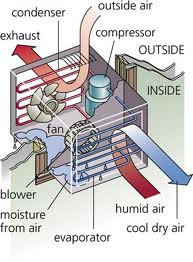 condenser
outside air
compressor
exhaust
OUTSIDE
INSIDE
fan
blower
moisture
from air
humid air
evaporator
cool dry air